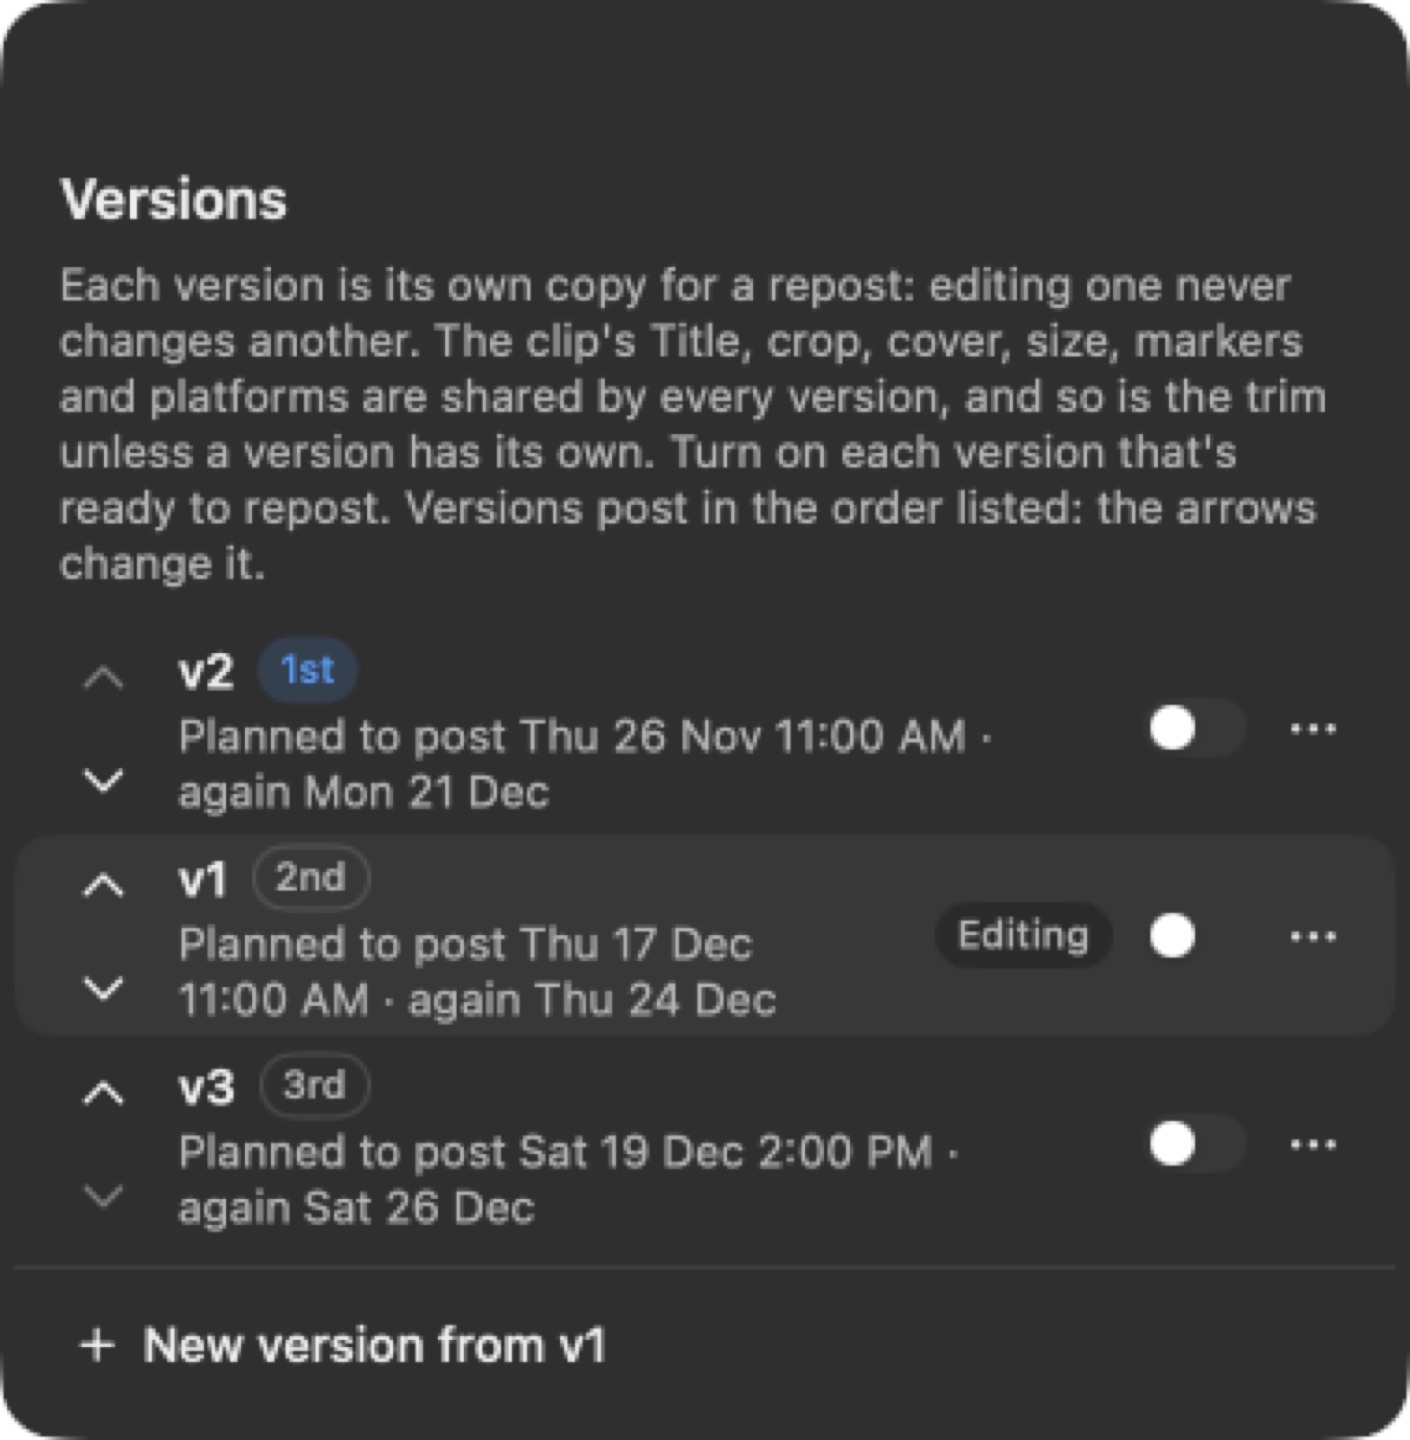 Versions
Each version is its own copy for a repost: editing one never
changes another. The clip's Title, crop, cover, size, markers
and platforms are shared by every version, and so is the trim
unless a version has its own. Turn on each version that's
ready to repost. Versions post in the order listed: the arrows
change it.
v2 1st
Planned to post Thu 26 Nov 11:00 AM ·
again Mon 21 Dec
v1 2nd
Planned to post Thu 17 Dec
11:00 AM · again Thu 24 Dec
Editing
v3 3rd
Planned to post Sat 19 Dec 2:00 PM ·
again Sat 26 Dec
+ New version from v1